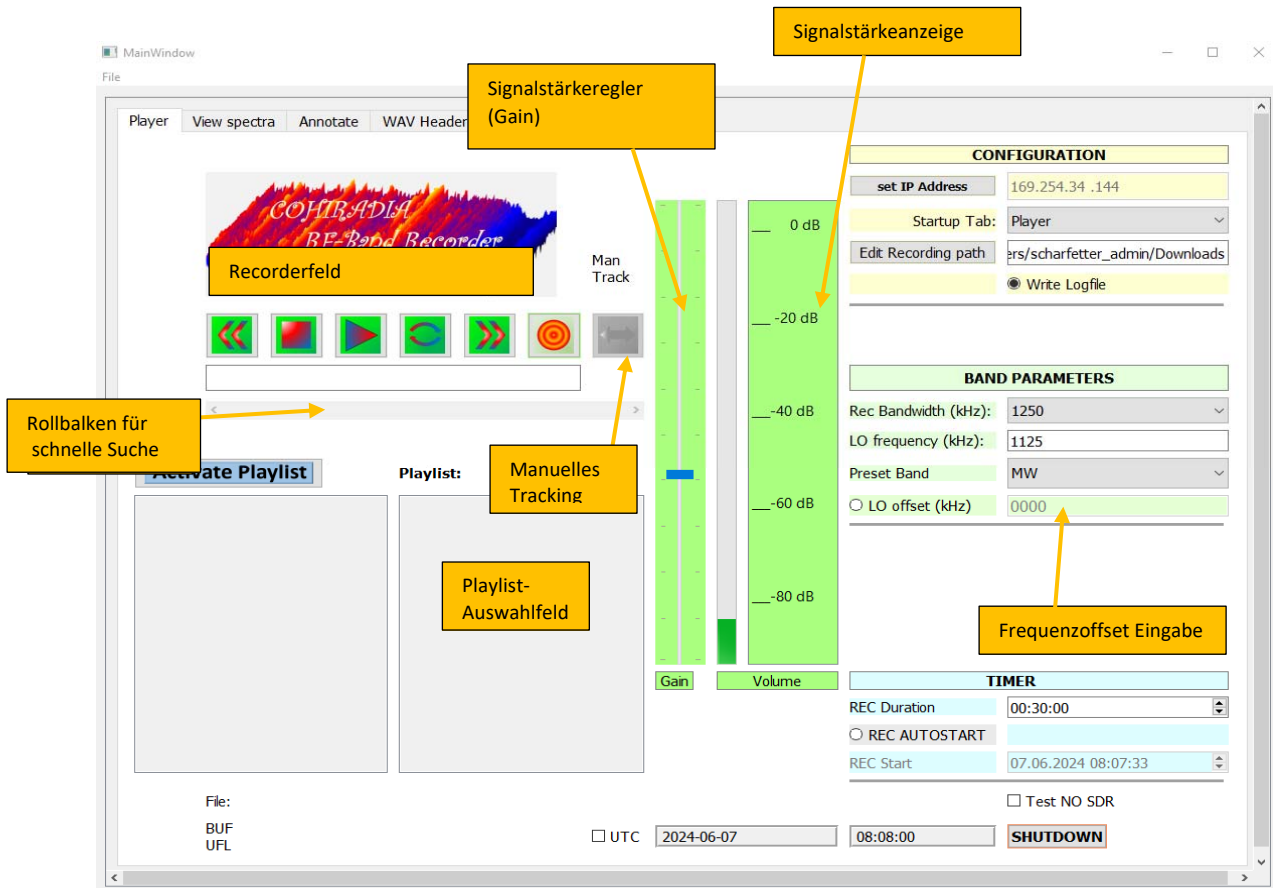 Signalstärkeanzeige
MainWindow
File
Signalstärkeregler
(Gain)
Player View spectra Annotate WAV Header
COHIRADIA
RF-Band Recorder
Recorderfeld
Man
Track
0 dB
-20 dB
-40 dB
-60 dB
-80 dB
CONFIGURATION
set IP Address 169.254.34 .144
Startup Tab: Player
Edit Recording path ers/scharfetter_admin/Downloads
Write Logfile
Rollbalken für
schnelle Suche
Activate Playlist
Playlist:
Manuelles
Tracking
Playlist-
Auswahlfeld
BAND PARAMETERS
Rec Bandwidth (kHz): 1250
LO frequency (kHz): 1125
Preset Band MW
LO offset (kHz) 0000
Frequenzoffset Eingabe
Gain Volume
TIMER
REC Duration 00:30:00
REC AUTOSTART
REC Start 07.06.2024 08:07:33
File:
Test NO SDR
BUF
UFL
UTC 2024-06-07 08:08:00 SHUTDOWN